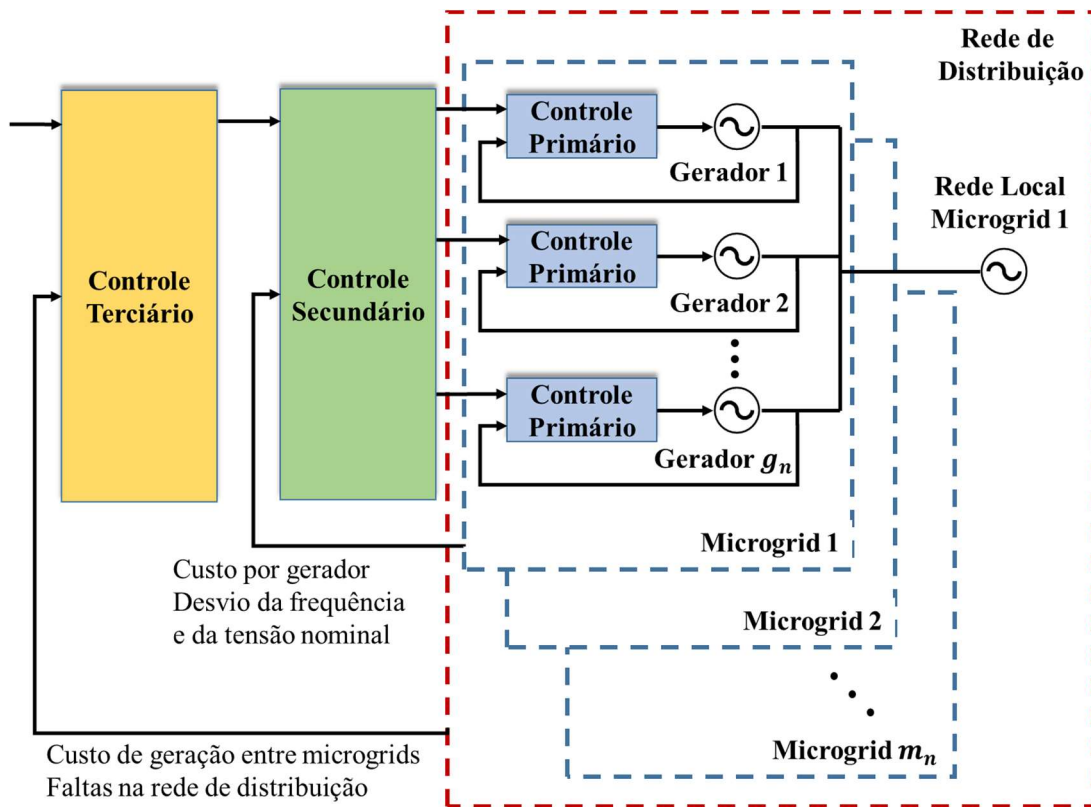 Rede de
Distribuição
Controle
Primário
Gerador 1
Rede Local
Microgrid 1
Controle
Terciário
Controle
Secundário
Controle
Primário
Gerador 2
Controle
Primário
Gerador gₙ
Microgrid 1
Custo por gerador
Desvio da frequência
e da tensão nominal
Microgrid 2
Microgrid mₙ
Custo de geração entre microgrids
Faltas na rede de distribuição